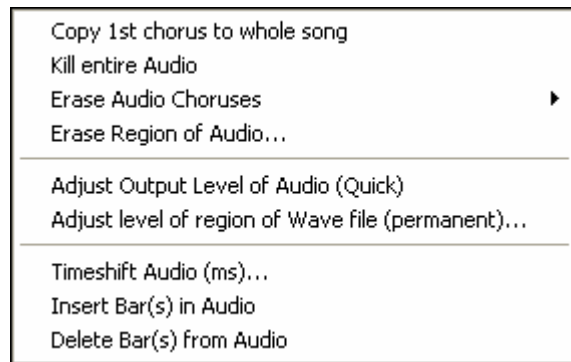 Copy 1st chorus to whole song
Kill entire Audio
Erase Audio Choruses
Erase Region of Audio...
Adjust Output Level of Audio (Quick)
Adjust level of region of Wave file (permanent)...
Timeshift Audio (ms)...
Insert Bar(s) in Audio
Delete Bar(s) from Audio